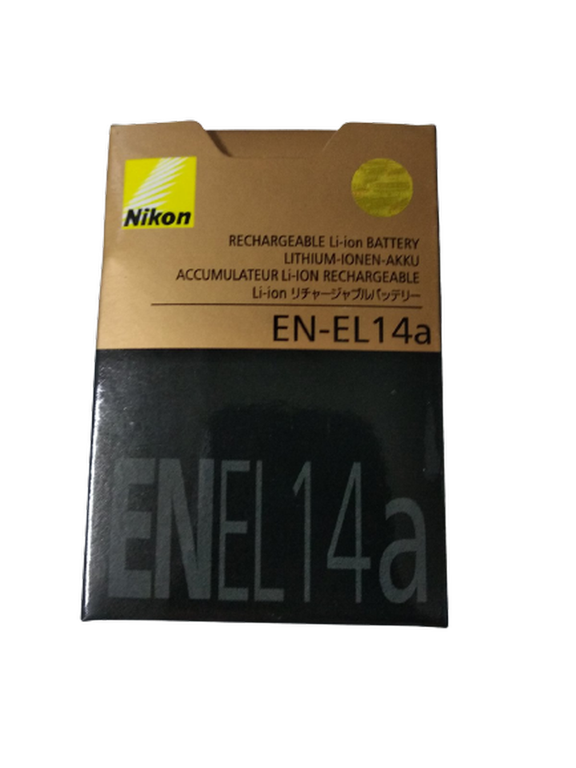 Nikon
RECHARGEABLE Li-ion BATTERY
LITHIUM-IONEN-AKKU
ACCUMULATEUR Li-ION RECHARGEABLE
Li-ion リチャージャブルバッテリー
EN-EL14a
ENEL14a